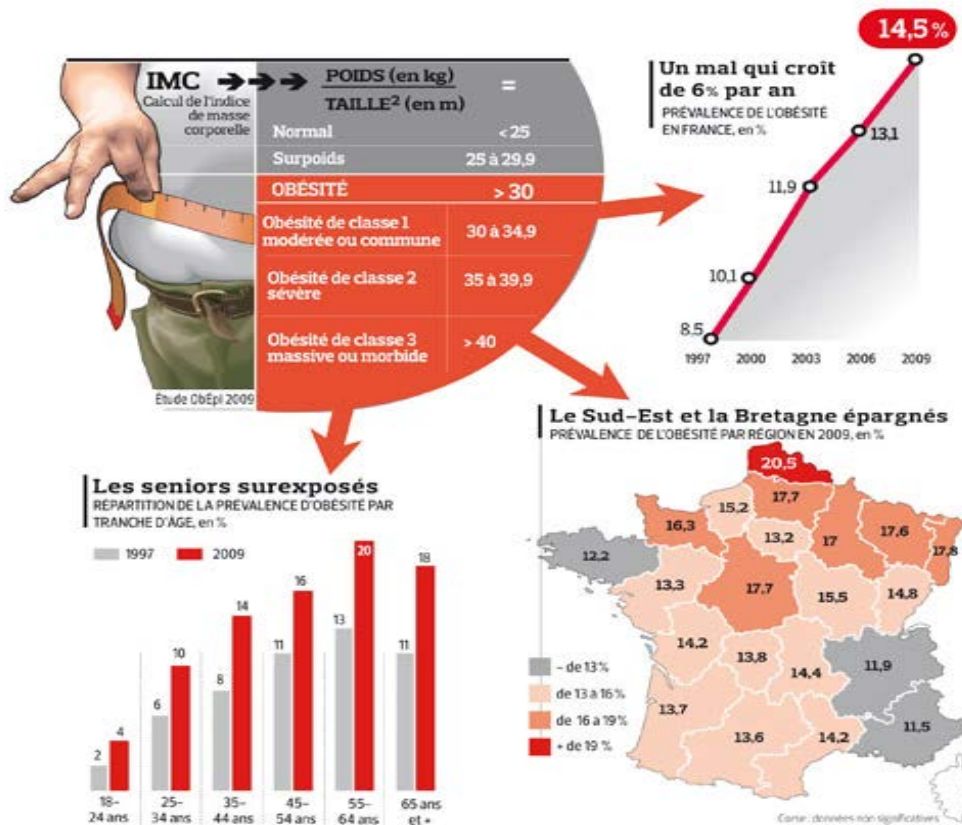 IMC
Calcul de l'indice
de masse
corporelle
POIDS (en kg)
TAILLE² (en m)
=
Normal <25
Surpoids 25 à 29,9
OBÉSITÉ > 30
Obésité de classe 1
modérée ou commune
30 à 34,9
Obésité de classe 2
sévère
35 à 39,9
Obésité de classe 3
massive ou morbide
> 40
Étude ObEpi 2009
14,5 %
Un mal qui croît
de 6% par an
PRÉVALENCE DE L'OBÉSITÉ
EN FRANCE, en %
13,1
11,9
10,1
8,5
1997 2000 2003 2006 2009
Les seniors surexposés
RÉPARTITION DE LA PRÉVALENCE D'OBÉSITÉ PAR
TRANCHE D'ÂGE, en %
1997 2009
2 4 6 10 8 14 11 16 13 20 11 18
18–
24 ans
25–
34 ans
35–
44 ans
45–
54 ans
55–
64 ans
65 ans
et +
Le Sud–Est et la Bretagne épargnés
PRÉVALENCE DE L'OBÉSITÉ PAR RÉGION EN 2009, en %
20,5
17,7
15,2
16,3
13,2
17
17,6
17,8
12,2
13,3
17,7
15,5
14,8
14,2
13,8
14,4
11,9
13,7
13,6
14,2
11,5
– de 13%
de 13 à 16%
de 16 à 19%
+ de 19 %
Corse : données non significatives